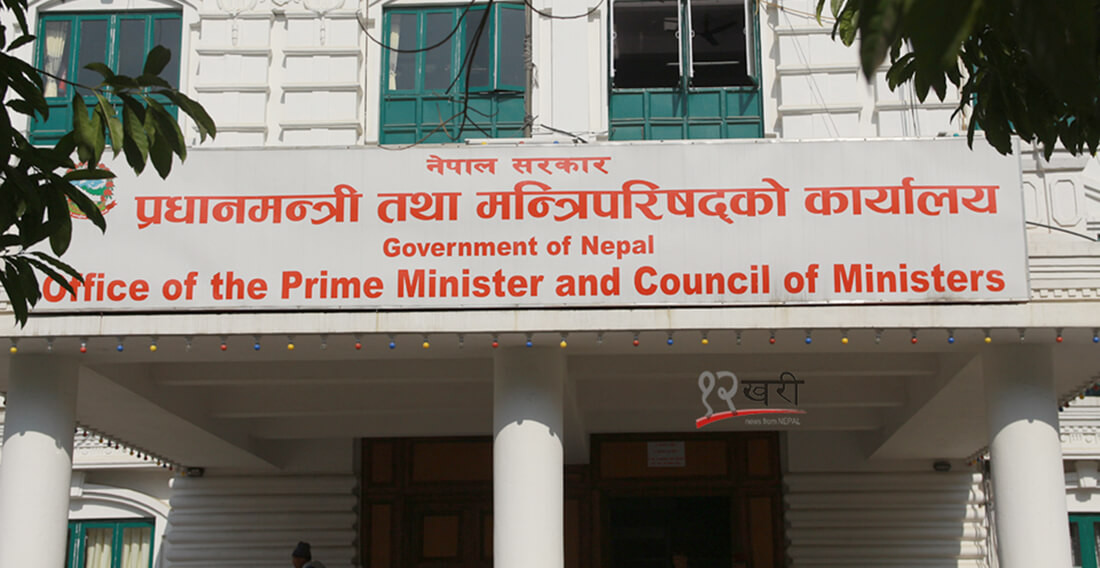 नेपाल सरकार
प्रधानमन्त्री तथा मन्त्रिपरिषद्को कार्यालय
Government of Nepal
Office of the Prime Minister and Council of Ministers
१२खरी
news from NEPAL